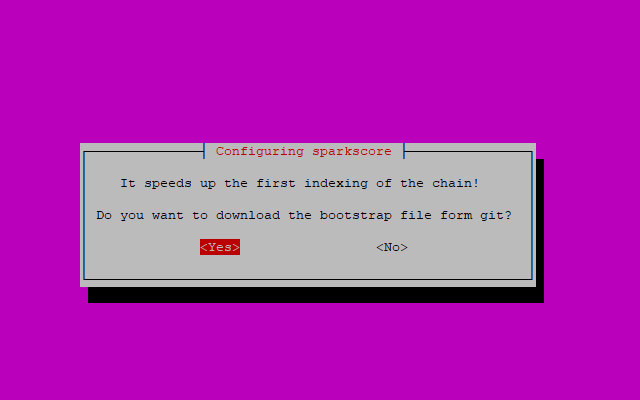 Configuring sparkscore
It speeds up the first indexing of the chain!
Do you want to download the bootstrap file form git?
<Yes> <No>